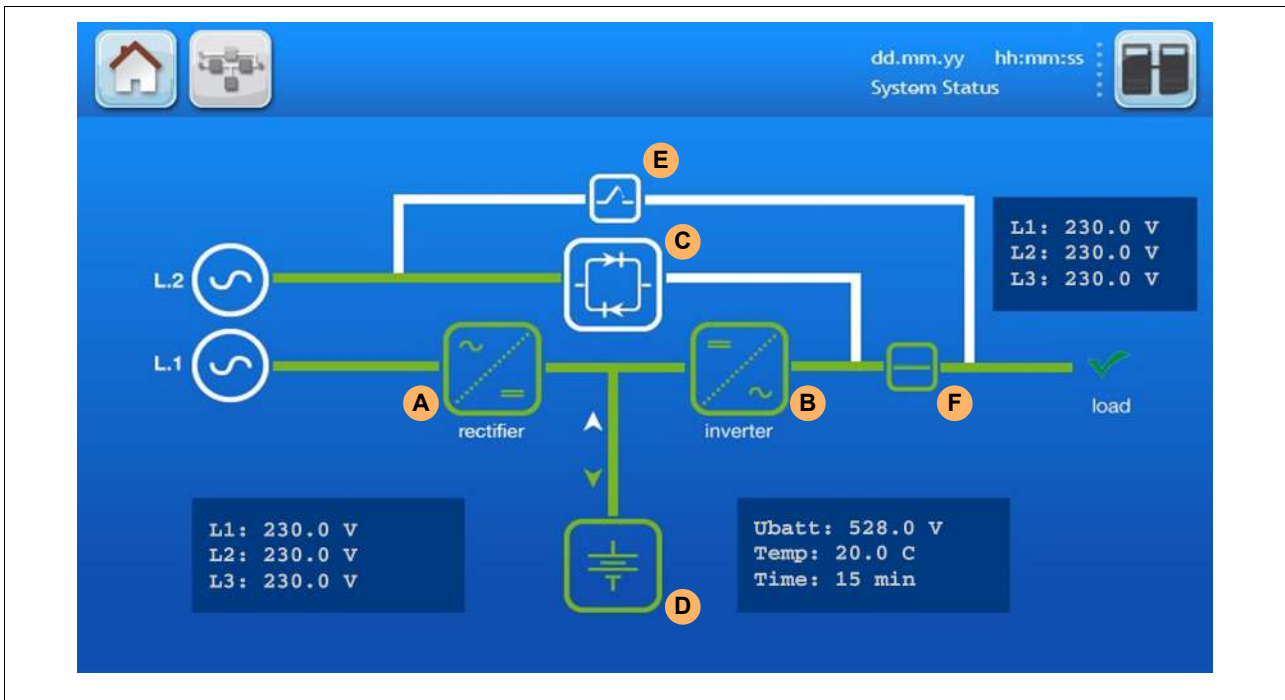 dd.mm.yy hh:mm:ss
System Status
E
L1: 230.0 V
L2: 230.0 V
L3: 230.0 V
C
L.2
L.1
A
rectifier
B
inverter
F
load
L1: 230.0 V
L2: 230.0 V
L3: 230.0 V
Ubatt: 528.0 V
Temp: 20.0 C
Time: 15 min
D